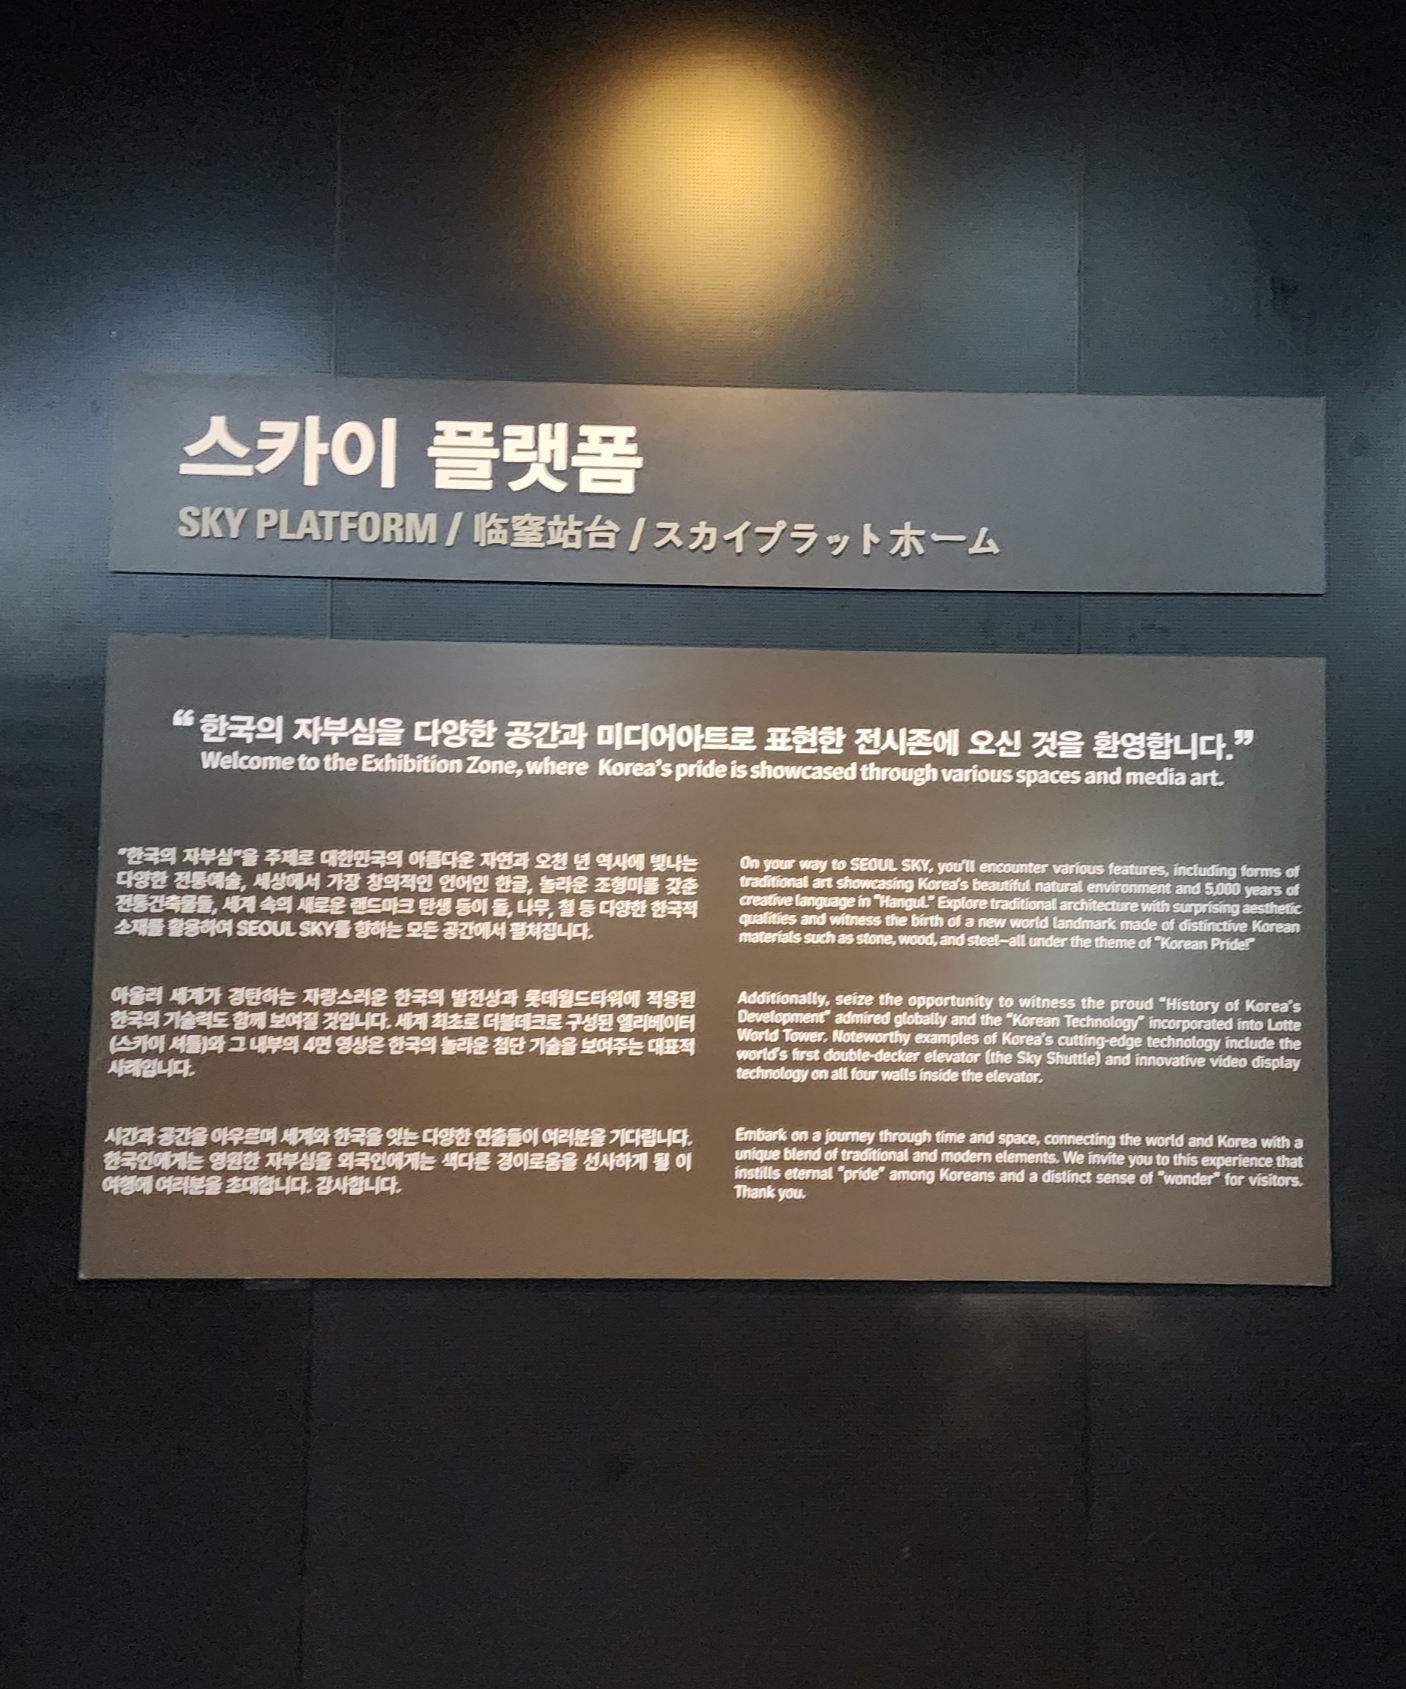 스카이 플랫폼
SKY PLATFORM / 临窒站台 / スカイプラットホーム
“한국의 자부심을 다양한 공간과 미디어아트로 표현한 전시존에 오신 것을 환영합니다.”
Welcome to the Exhibition Zone, where Korea's pride is showcased through various spaces and media art.
"한국의 자부심"을 주제로 대한민국의 아름다운 자연과 오천 년 역사에 빛나는
다양한 전통예술, 세상에서 가장 창의적인 언어인 한글, 놀라운 조형미를 갖춘
전통건축물들, 세계 속의 새로운 랜드마크 탄생 등이 돌, 나무, 철 등 다양한 한국적
소재를 활용하여 SEOUL SKY를 향하는 모든 공간에서 펼쳐집니다.
아울러 세계가 경탄하는 자랑스러운 한국의 발전상과 롯데월드타워에 적용된
한국의 기술력도 함께 보여질 것입니다. 세계 최초로 더블데크로 구성된 엘리베이터
(스카이 셔틀)와 그 내부의 4면 영상은 한국의 놀라운 첨단 기술을 보여주는 대표적
사례입니다.
시간과 공간을 아우르며 세계와 한국을 잇는 다양한 연출들이 여러분을 기다립니다.
한국인에게는 영원한 자부심을 외국인에게는 색다른 경이로움을 선사하게 될 이
여행에 여러분을 초대합니다. 감사합니다.
On your way to SEOUL SKY, you'll encounter various features, including forms of
traditional art showcasing Korea's beautiful natural environment and 5,000 years of
creative language in "Hangul." Explore traditional architecture with surprising aesthetic
qualities and witness the birth of a new world landmark made of distinctive Korean
materials such as stone, wood, and steel—all under the theme of "Korean Pride!"
Additionally, seize the opportunity to witness the proud "History of Korea's
Development" admired globally and the "Korean Technology" incorporated into Lotte
World Tower. Noteworthy examples of Korea's cutting-edge technology include the
world's first double-decker elevator (the Sky Shuttle) and innovative video display
technology on all four walls inside the elevator.
Embark on a journey through time and space, connecting the world and Korea with a
unique blend of traditional and modern elements. We invite you to this experience that
instills eternal "pride" among Koreans and a distinct sense of "wonder" for visitors.
Thank you.